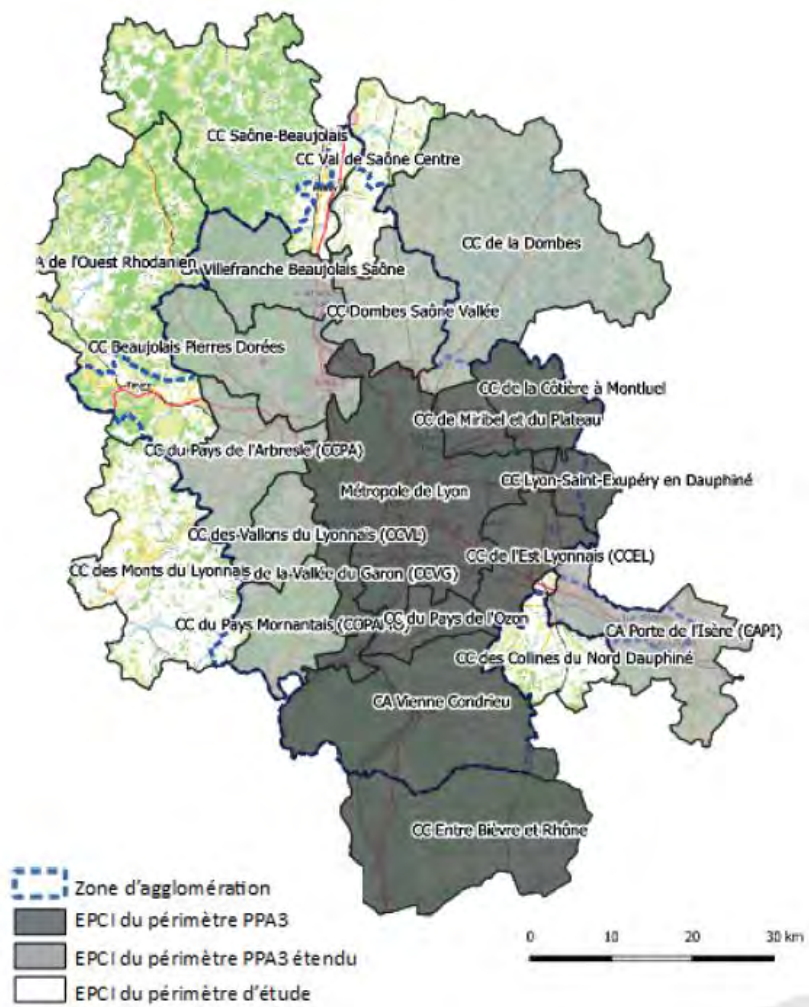 CC Saône-Beaujolais
CC Val de Saône Centre
CC de la Dombes
A de l'Ouest Rhodanien
CA Villefranche Beaujolais Saône
CC Dombes Saône Vallée
CC Beaujolais Pierres Dorées
CC de la Côtière à Montluel
CC de Miribel et du Plateau
CC du Pays de l'Arbresle (CCPA)
CC Lyon-Saint-Exupéry en Dauphiné
Métropole de Lyon
CC des Vallons du Lyonnais (CCVL)
CC de l'Est Lyonnais (CCEL)
CC des Monts du Lyonnais
de la Vallée du Garon (CCVG)
CC du Pays de l'Ozon
CC du Pays Mornantais
CA Porte de l'Isère (CAPI)
CC des Collines du Nord Dauphiné
CA Vienne Condrieu
CC Entre Bièvre et Rhône
Zone d'agglomération
EPCI du périmètre PPA3
EPCI du périmètre PPA3 étendu
EPCI du périmètre d'étude
0 10 20 30 km